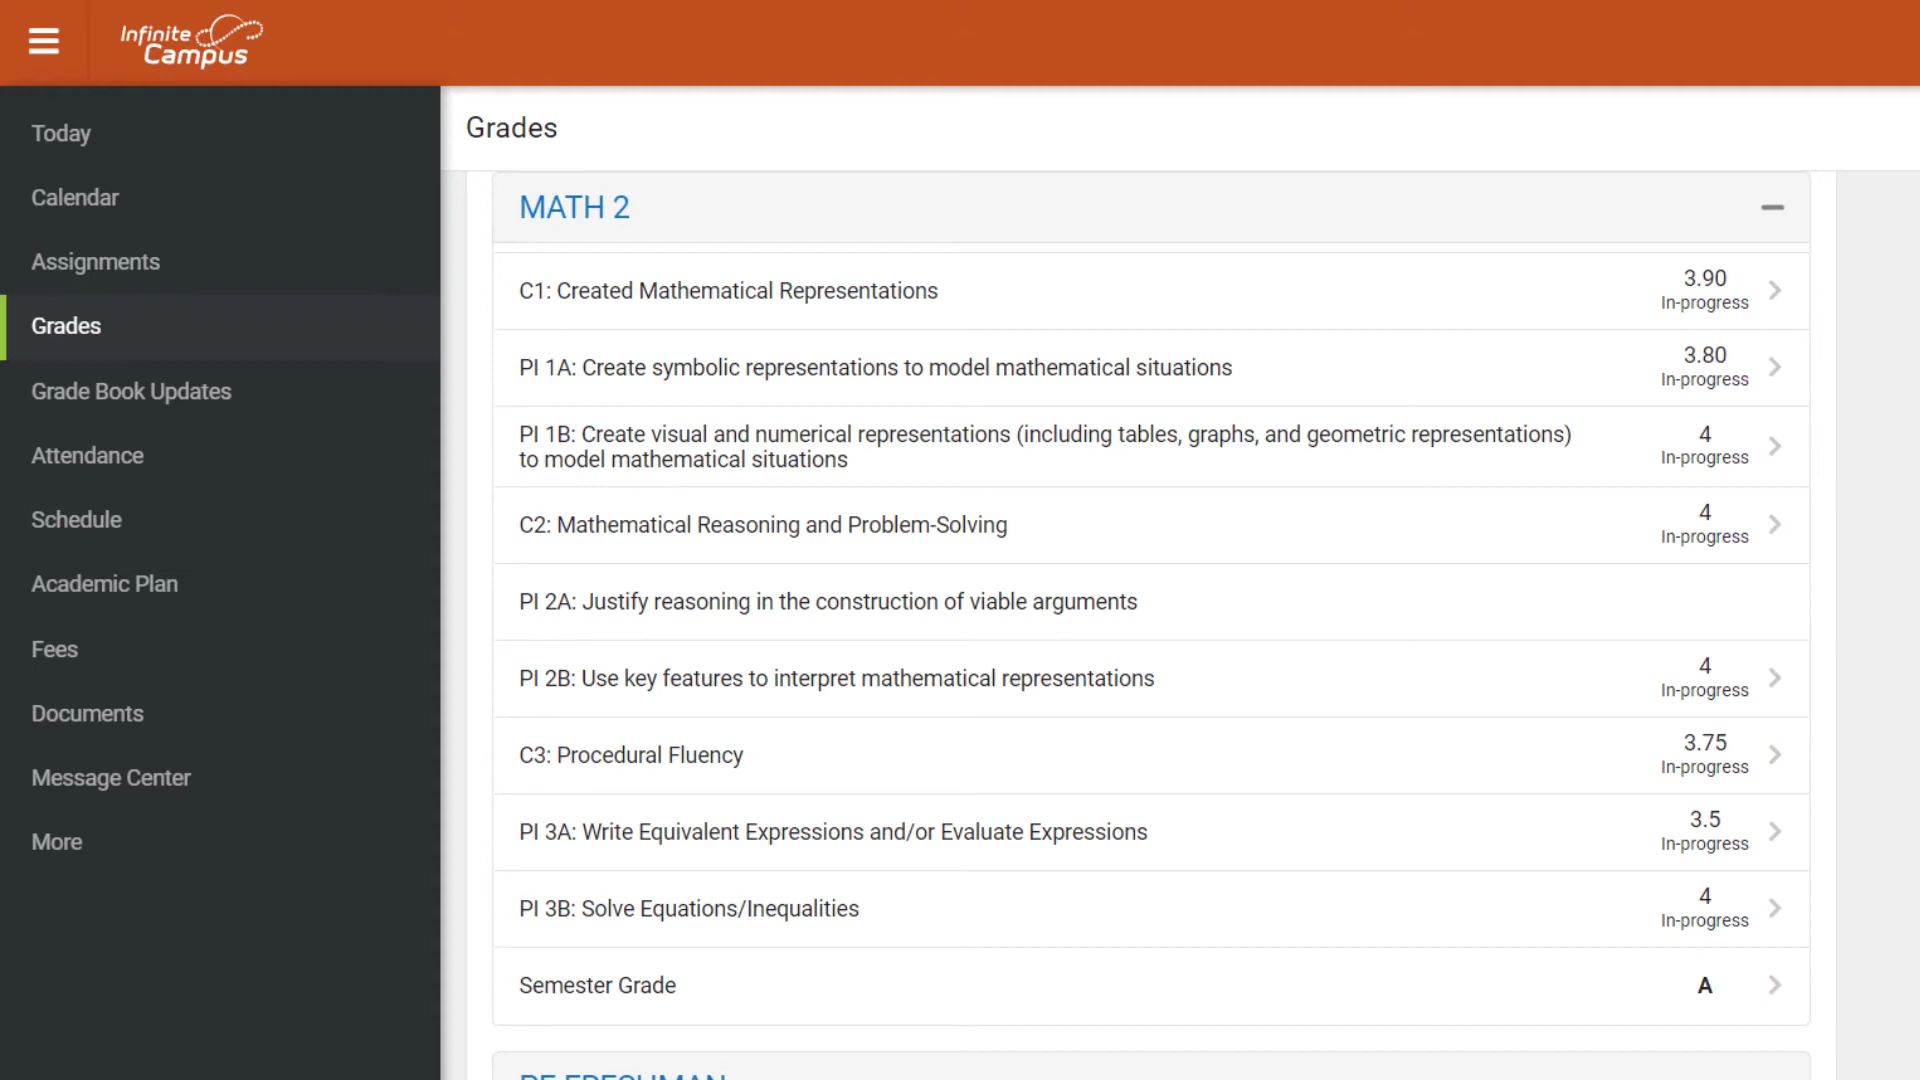 Infinite
Campus
Today
Calendar
Assignments
Grades
Grade Book Updates
Attendance
Schedule
Academic Plan
Fees
Documents
Message Center
More
Grades
MATH 2
C1: Created Mathematical Representations
3.90
In-progress
PI 1A: Create symbolic representations to model mathematical situations
3.80
In-progress
PI 1B: Create visual and numerical representations (including tables, graphs, and geometric representations)
to model mathematical situations
4
In-progress
C2: Mathematical Reasoning and Problem-Solving
4
In-progress
PI 2A: Justify reasoning in the construction of viable arguments
PI 2B: Use key features to interpret mathematical representations
4
In-progress
C3: Procedural Fluency
3.75
In-progress
PI 3A: Write Equivalent Expressions and/or Evaluate Expressions
3.5
In-progress
PI 3B: Solve Equations/Inequalities
4
In-progress
Semester Grade
A
FRESHMAN